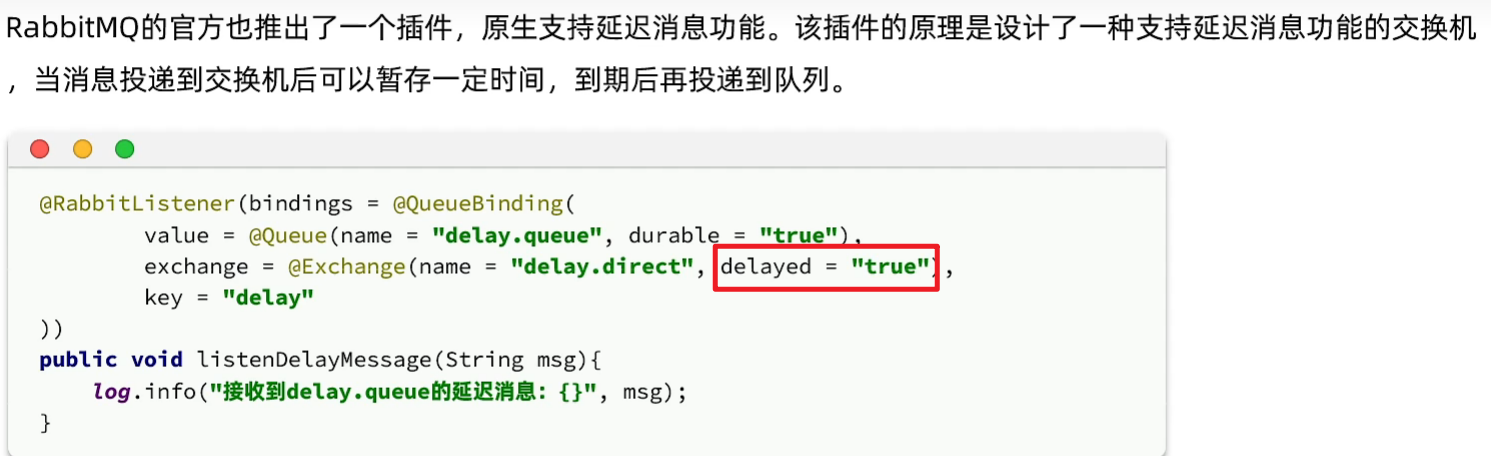 RabbitMQ的官方也推出了一个插件，原生支持延迟消息功能。该插件的原理是设计了一种支持延迟消息功能的交换机
，当消息投递到交换机后可以暂存一定时间，到期后再投递到队列。
@RabbitListener(bindings = @QueueBinding(
        value = @Queue(name = "delay.queue", durable = "true"),
        exchange = @Exchange(name = "delay.direct", delayed = "true"),
        key = "delay"
))
public void listenDelayMessage(String msg){
    log.info("接收到delay.queue的延迟消息：{}", msg);
}